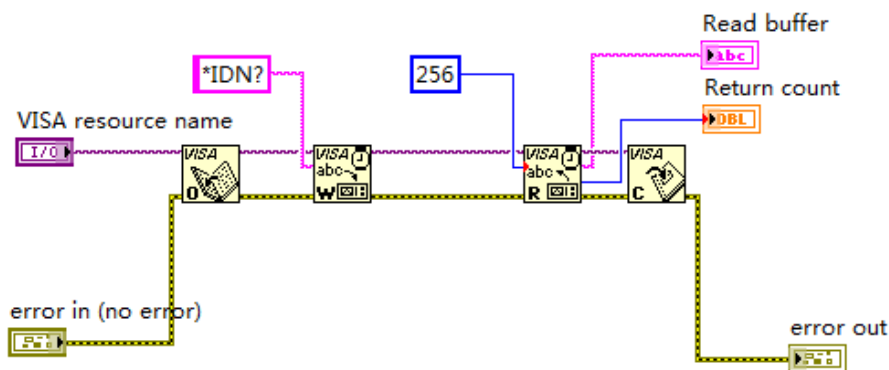 Read buffer
abc
*IDN?
256
Return count
DBL
VISA resource name
I/O
VISA
O
VISA
abc
W
VISA
abc
R
VISA
C
error in (no error)
error out